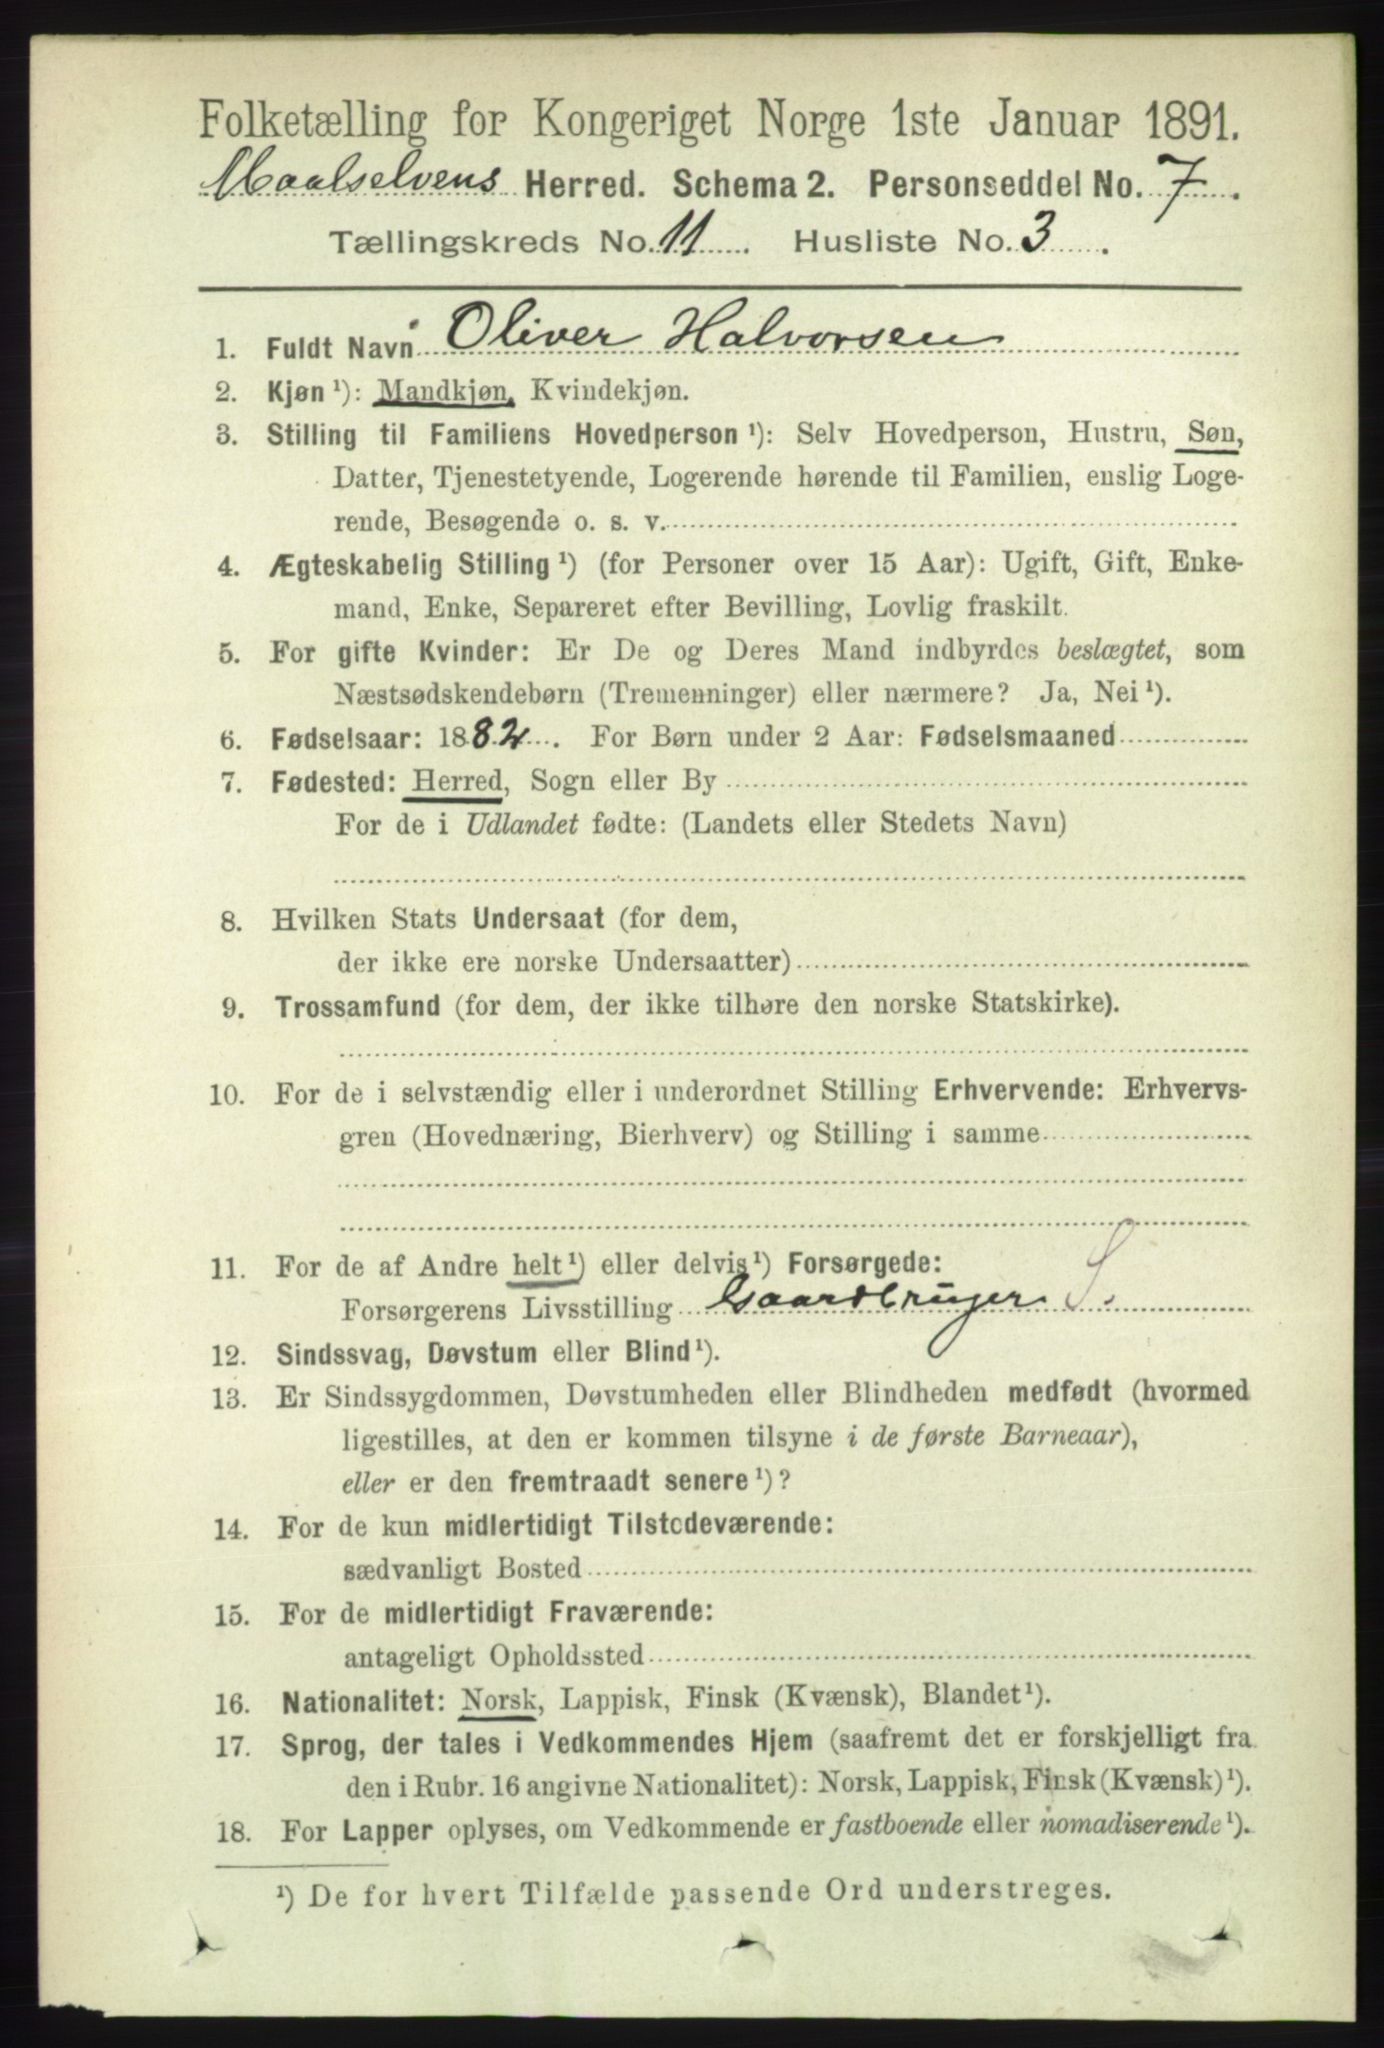 Folketælling for Kongeriget Norge 1ste Januar 1891.
Maalselvens Herred. Schema 2. Personseddel No. 7.
Tællingskreds No. 11. Husliste No. 3.
1. Fuldt Navn Oliver Halvorsen
2. Kjøn ¹): Mandkjøn, Kvindekjøn.
3. Stilling til Familiens Hovedperson ¹): Selv Hovedperson, Hustru, Søn,
Datter, Tjenestetyende, Logerende hørende til Familien, enslig Loge-
rende, Besøgende o. s. v.
4. Ægteskabelig Stilling ¹) (for Personer over 15 Aar): Ugift, Gift, Enke-
mand, Enke, Separeret efter Bevilling, Lovlig fraskilt.
5. For gifte Kvinder: Er De og Deres Mand indbyrdes beslægtet, som
Næstsødskendebørn (Tremenninger) eller nærmere? Ja, Nei ¹).
6. Fødselsaar: 1882. For Børn under 2 Aar: Fødselsmaaned
7. Fødested: Herred, Sogn eller By
For de i Udlandet fødte: (Landets eller Stedets Navn)
8. Hvilken Stats Undersaat (for dem,
der ikke ere norske Undersaatter)
9. Trossamfund (for dem, der ikke tilhøre den norske Statskirke).
10. For de i selvstændig eller i underordnet Stilling Erhvervende: Erhvervs-
gren (Hovednæring, Bierhverv) og Stilling i samme
11. For de af Andre helt ¹) eller delvis ¹) Forsørgede:
Forsørgerens Livsstilling Gaardbruger S.
12. Sindssvag, Døvstum eller Blind ¹).
13. Er Sindssygdommen, Døvstumheden eller Blindheden medfødt (hvormed
ligestilles, at den er kommen tilsyne i de første Barneaar),
eller er den fremtraadt senere ¹)?
14. For de kun midlertidigt Tilstedeværende:
sædvanligt Bosted
15. For de midlertidigt Fraværende:
antageligt Opholdssted
16. Nationalitet: Norsk, Lappisk, Finsk (Kvænsk), Blandet ¹).
17. Sprog, der tales i Vedkommendes Hjem (saafremt det er forskjelligt fra
den i Rubr. 16 angivne Nationalitet): Norsk, Lappisk, Finsk (Kvænsk) ¹).
18. For Lapper oplyses, om Vedkommende er fastboende eller nomadiserende ¹).
¹) De for hvert Tilfælde passende Ord understreges.